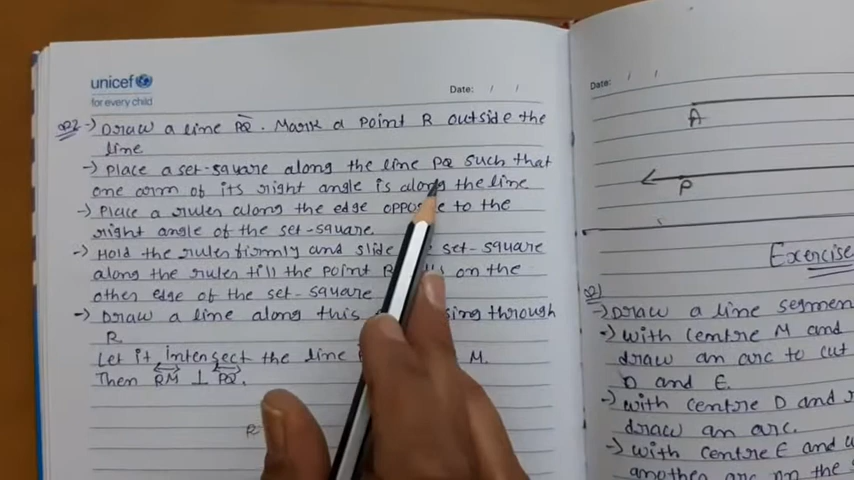 unicef
for every child
Date: / /
Q2 → Draw a line PQ. Mark a point R outside the
line
→ Place a set-square along the line PQ such that
one arm of its right angle is along the line
→ Place a ruler along the edge to the
right angle of the set-square.
→ Hold the ruler firmly and slide set-square
along the ruler till the point on the
other edge of the set-square
→ Draw a line along this through
R.
Let it intersect the line M.
Then RM ⊥ PQ.
R
Date: / /
A
P
Exercise
Q1)
→ Draw a line segmen
→ with centre M and
draw an arc to cut
D and E.
→ with centre D and
draw an arc.
→ with centre E and
another arc on the